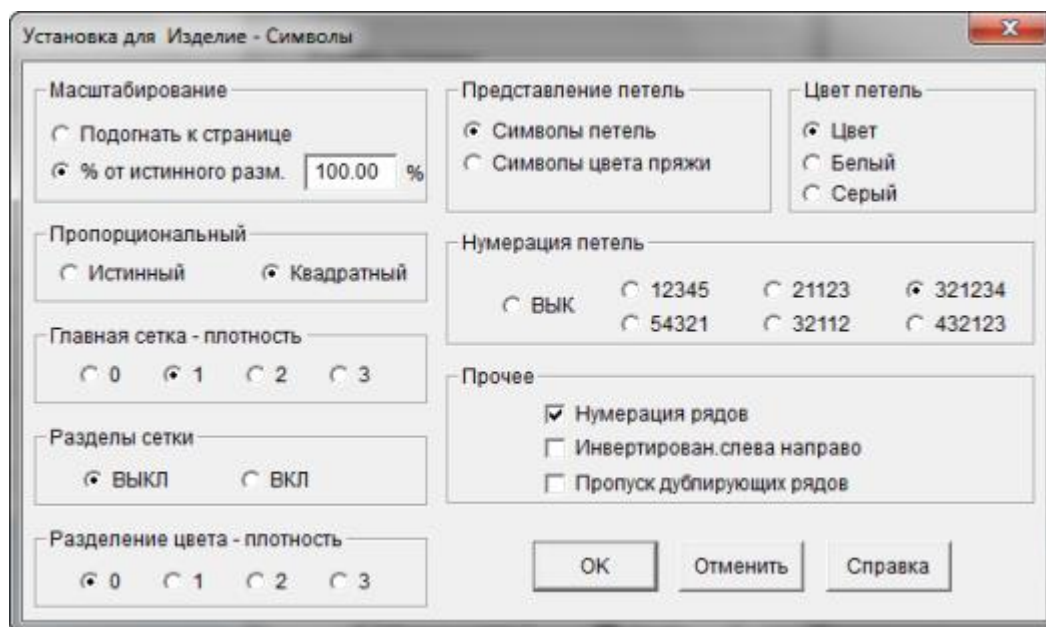 Установка для Изделие - Символы
Масштабирование
Подогнать к странице
% от истинного разм. 100.00 %
Пропорциональный
Истинный Квадратный
Главная сетка - плотность
0 1 2 3
Разделы сетки
ВЫКЛ ВКЛ
Разделение цвета - плотность
0 1 2 3
Представление петель
Символы петель
Символы цвета пряжи
Цвет петель
Цвет
Белый
Серый
Нумерация петель
ВЫК
12345 21123 321234
54321 32112 432123
Прочее
Нумерация рядов
Инвертирован.слева направо
Пропуск дублирующих рядов
OK Отменить Справка